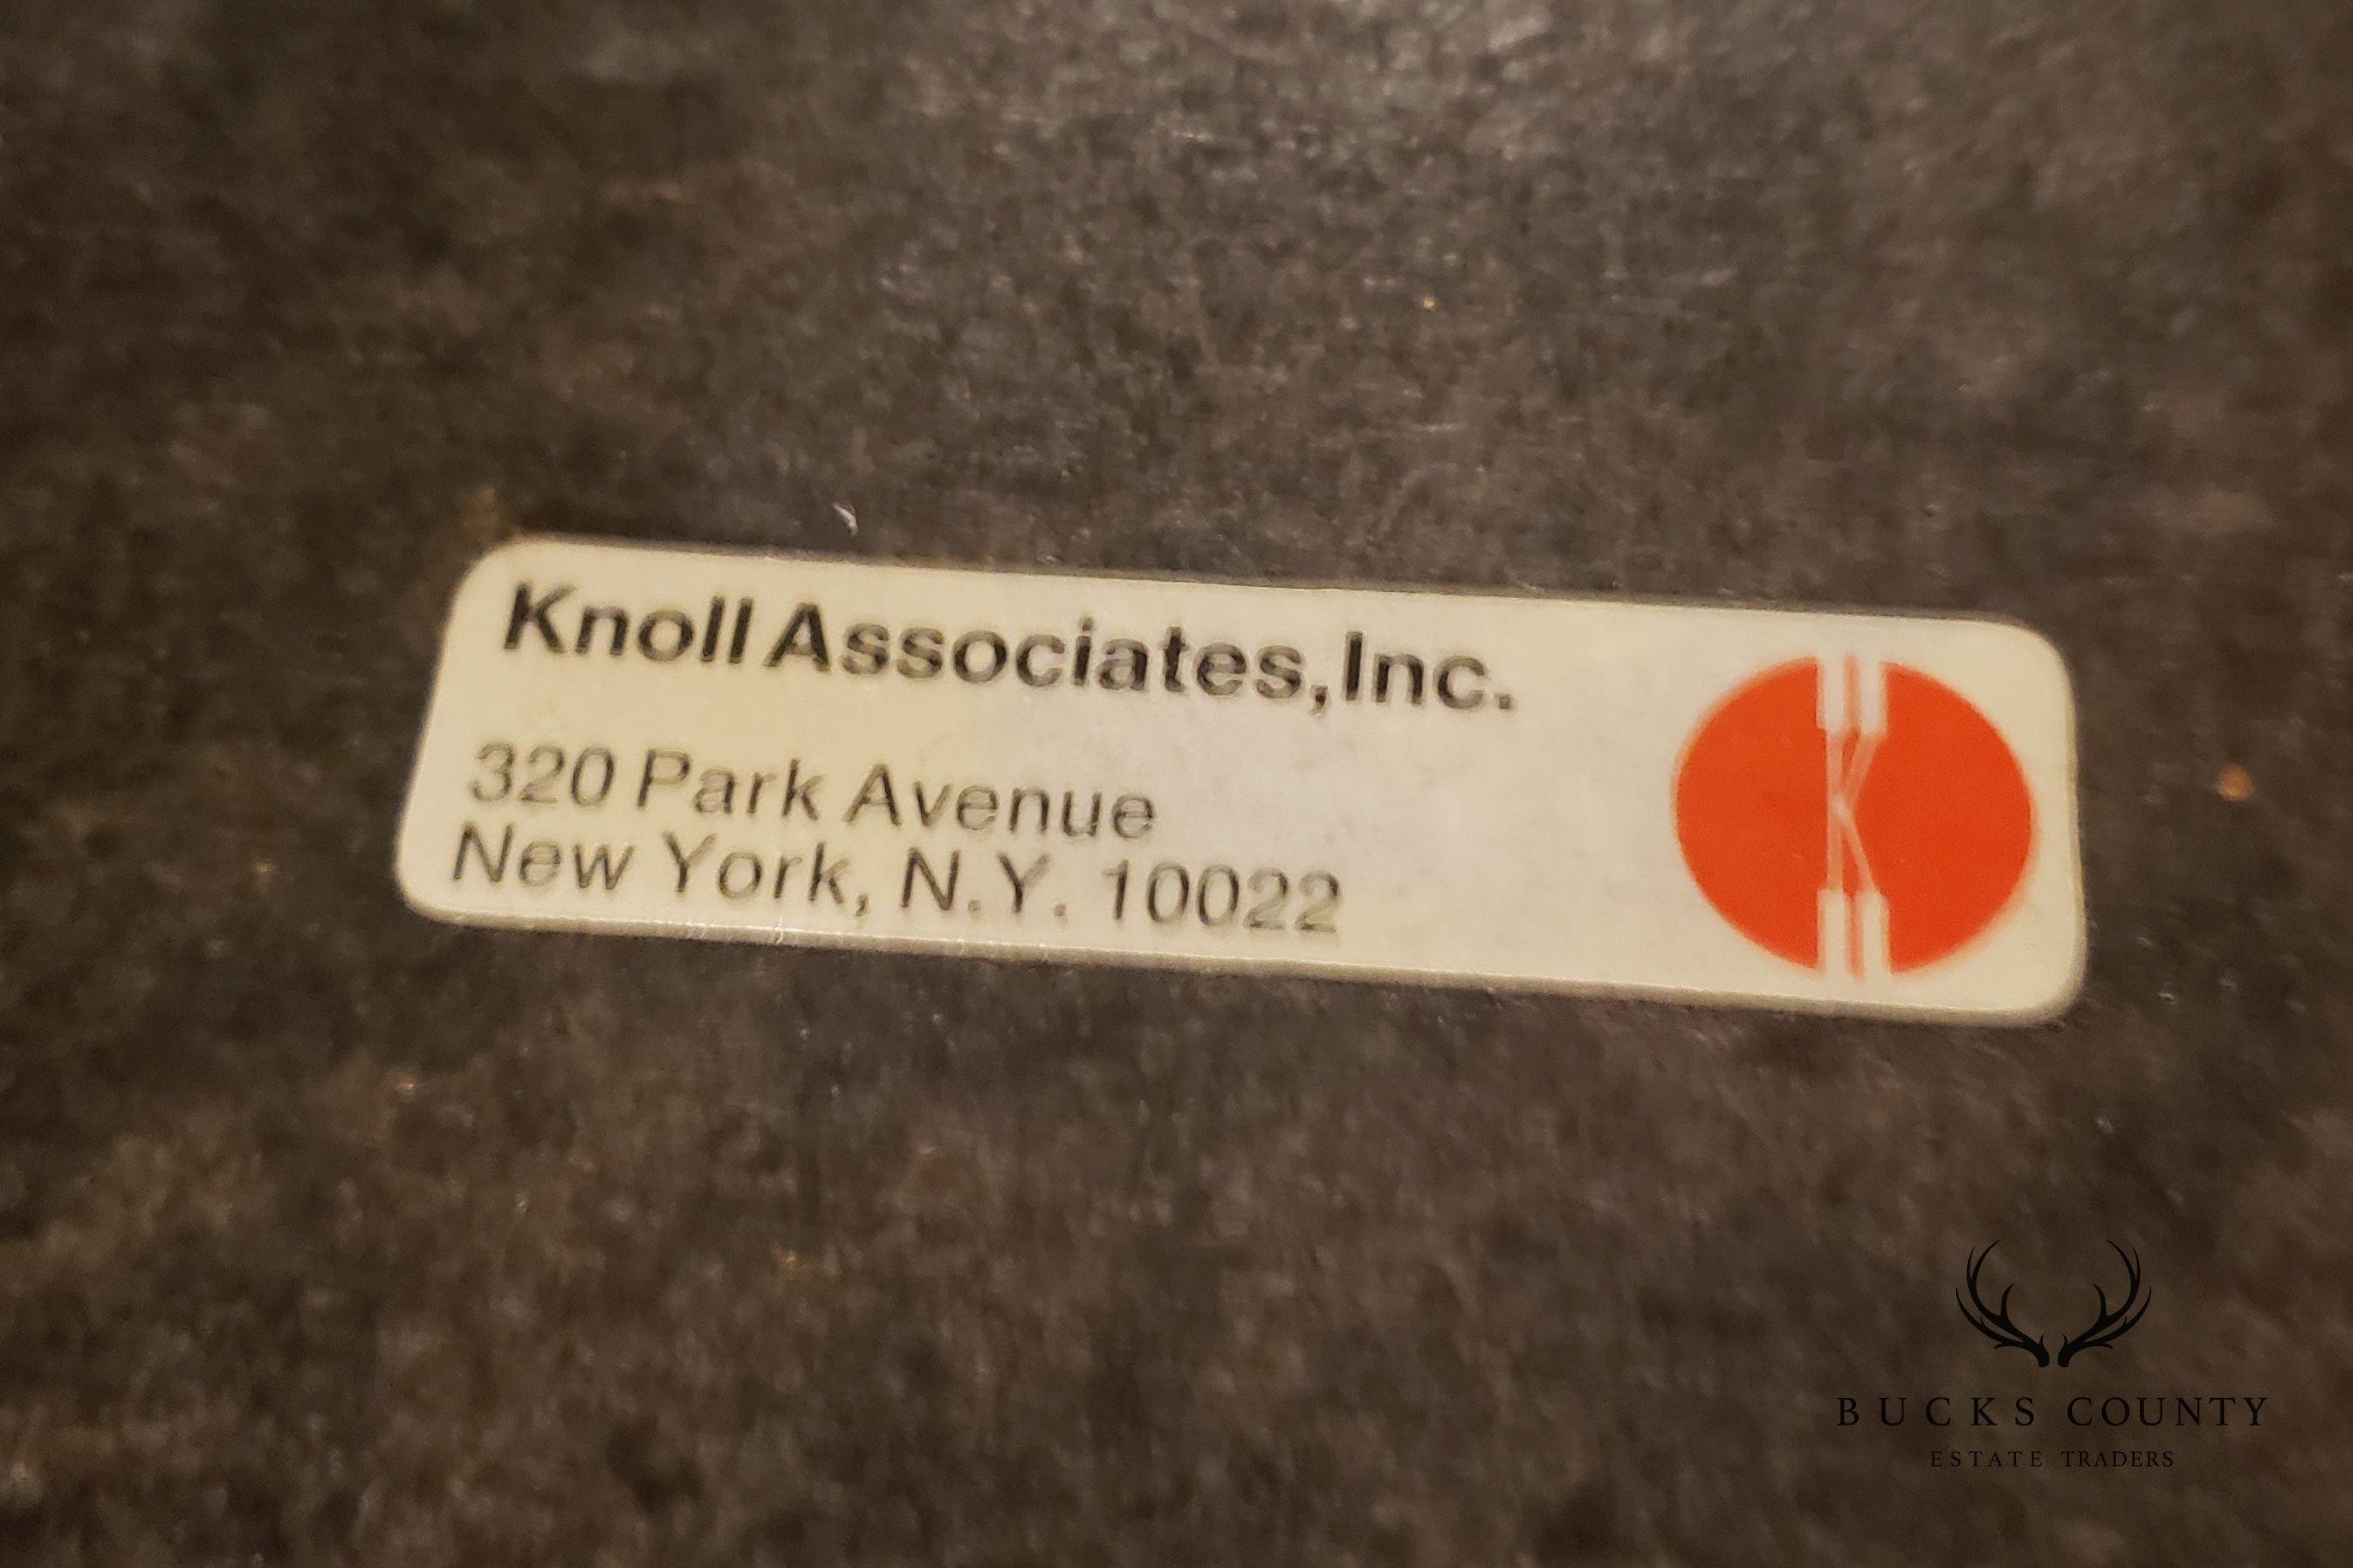 Knoll Associates, Inc.
320 Park Avenue
New York, N.Y. 10022
K
BUCKS COUNTY
ESTATE TRADERS